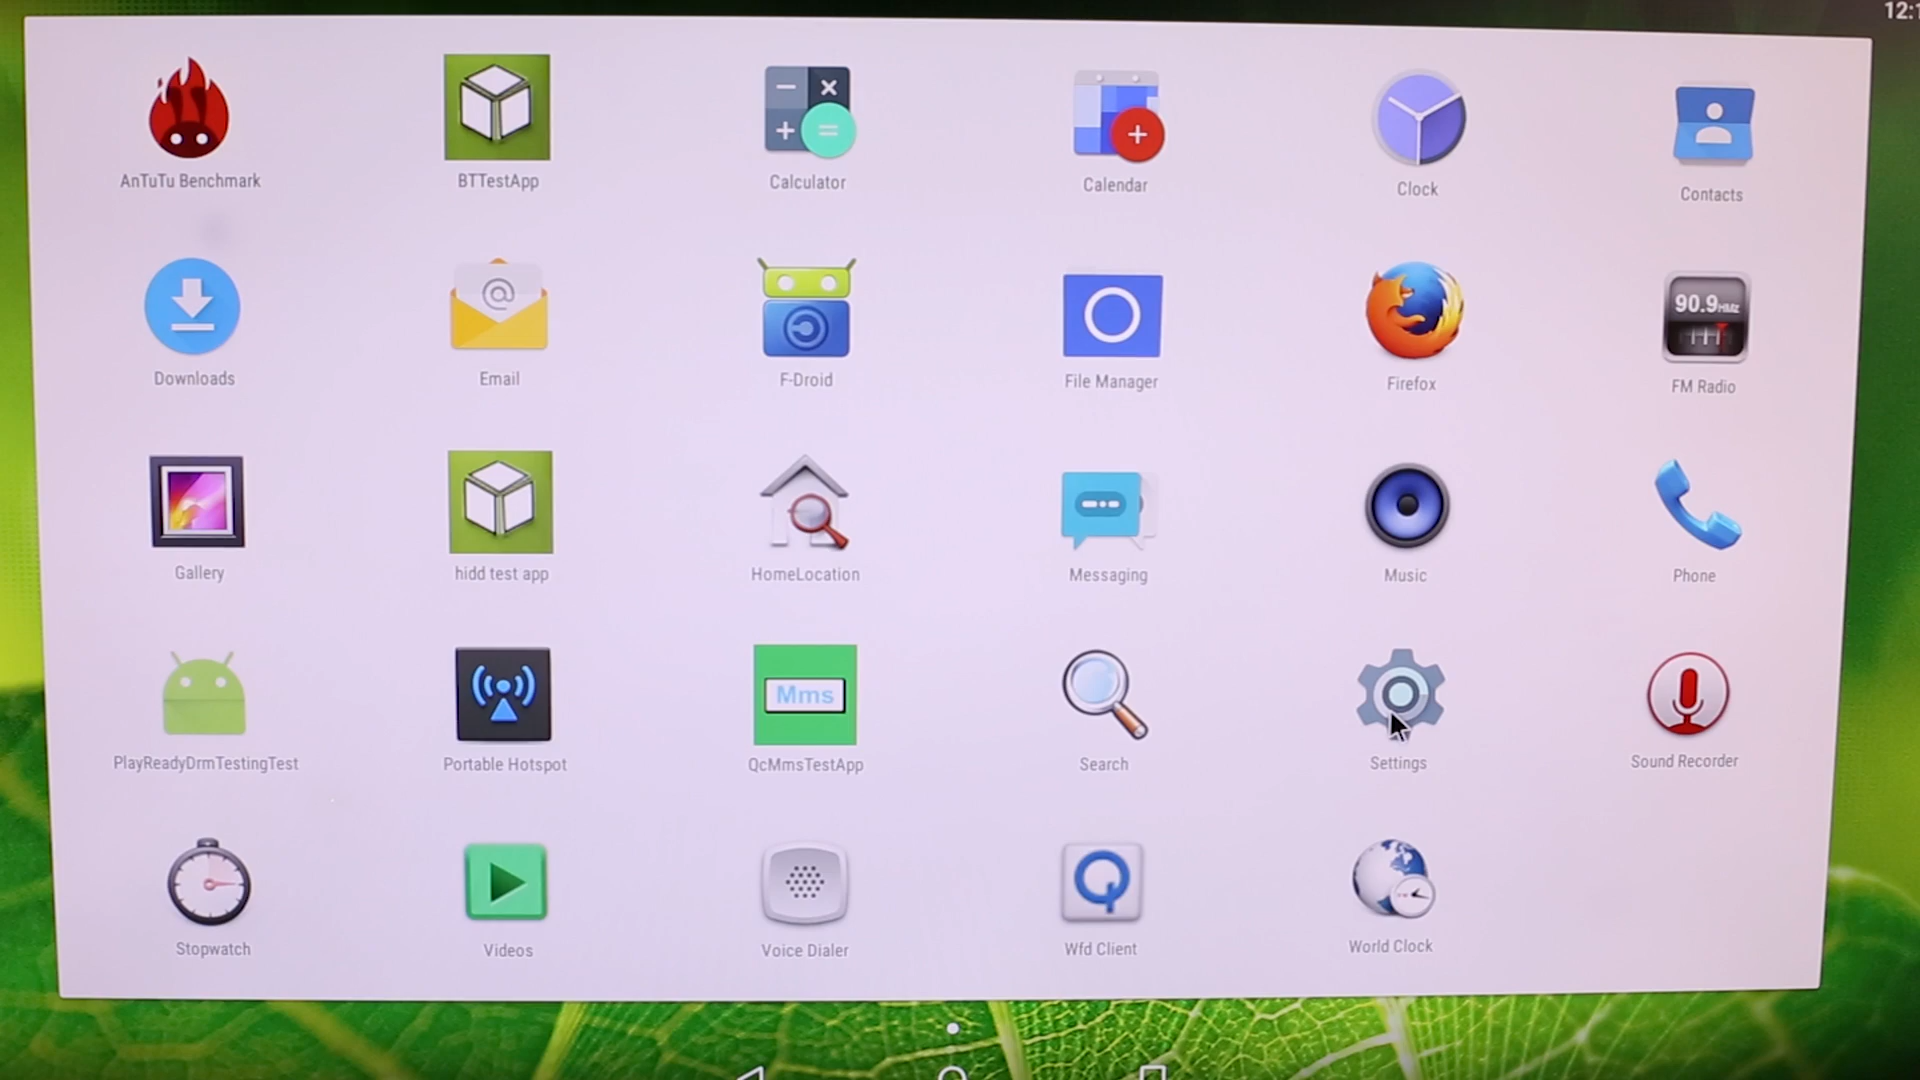 12:1
AnTuTu Benchmark
BTTestApp
Calculator
Calendar
Clock
Contacts
90.9
Downloads
Email
F-Droid
File Manager
Firefox
FM Radio
Gallery
hidd test app
HomeLocation
Messaging
Music
Phone
Mms
PlayReadyDrmTestingTest
Portable Hotspot
QcMmsTestApp
Search
Settings
Sound Recorder
Stopwatch
Videos
Voice Dialer
Wfd Client
World Clock